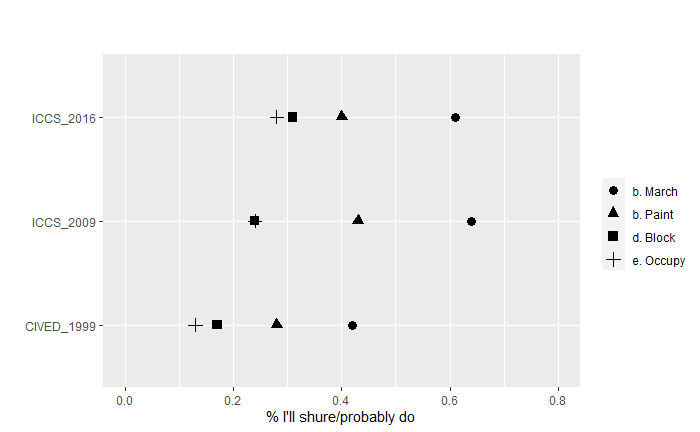 ICCS_2016
ICCS_2009
CIVED_1999
0.0 0.2 0.4 0.6 0.8
% I'll shure/probably do
b. March
b. Paint
d. Block
e. Occupy